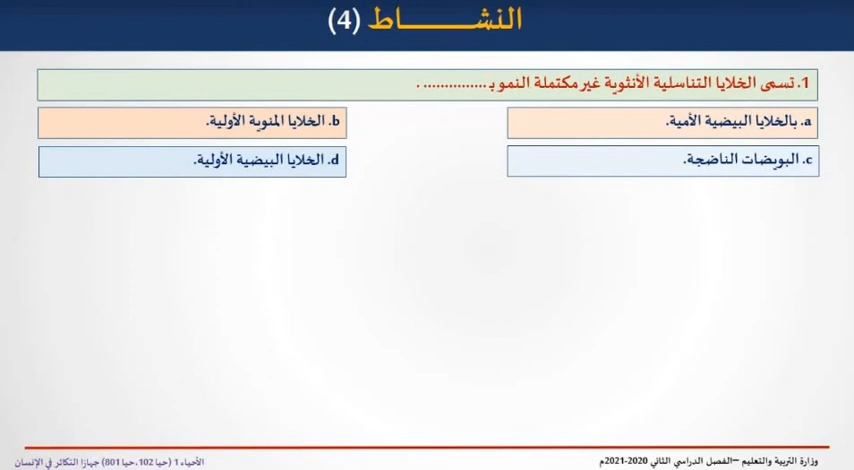 النشـــــــــاط (4)
1. تسمى الخلايا التناسلية الأنثوية غير مكتملة النمو بـ ............... .
a. بالخلايا البيضية الأمية.
b. الخلايا المنوية الأولية.
c. البويضات الناضجة.
d. الخلايا البيضية الأولية.
وزارة التربية والتعليم –الفصل الدراسي الثاني 2020-2021م
الأحياء 1 (حيا 102، حيا 801) جهازا التكاثر في الإنسان